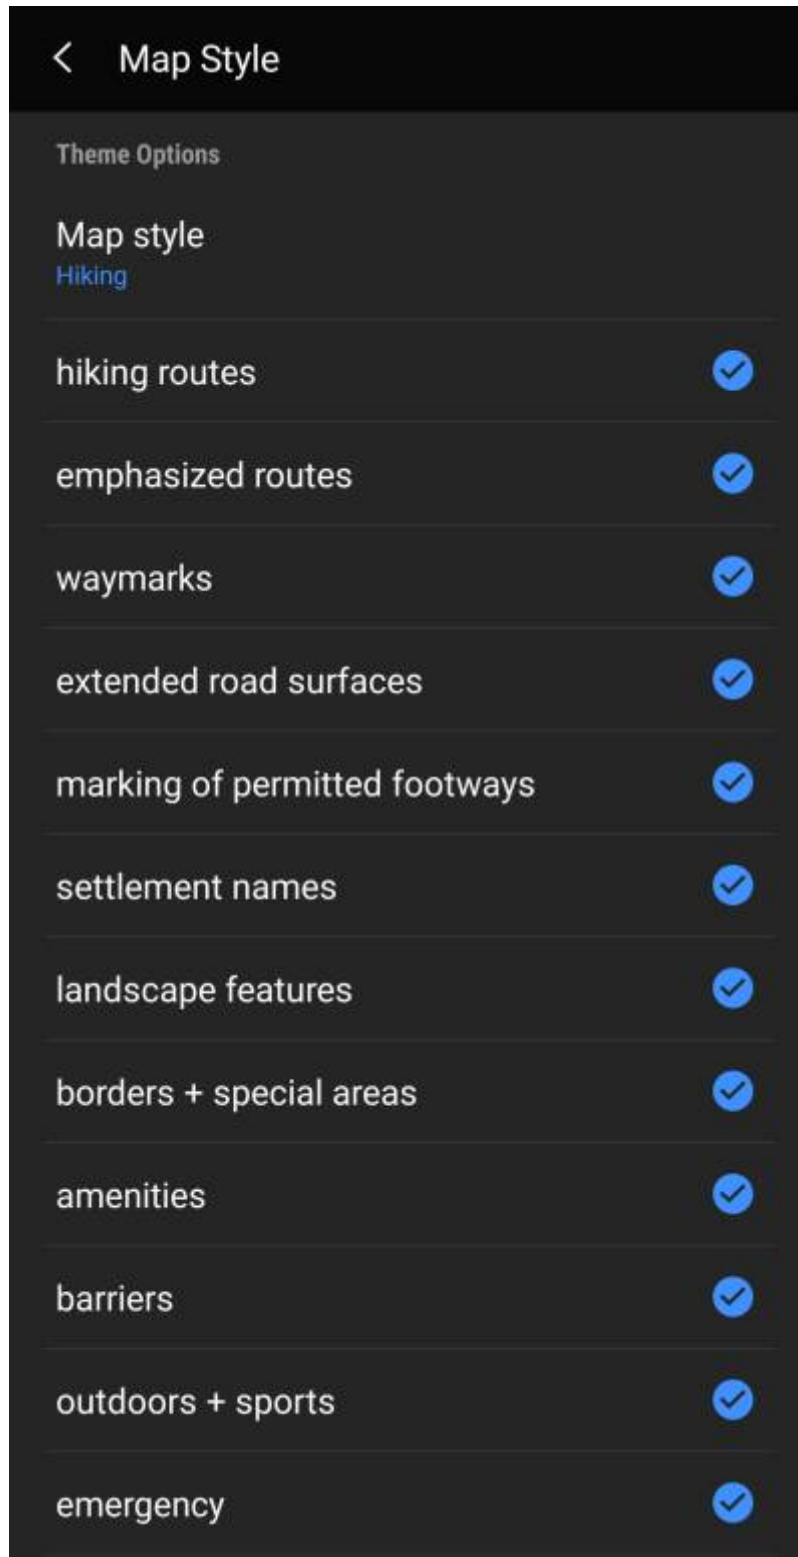 Map Style
Theme Options
Map style
Hiking
hiking routes
emphasized routes
waymarks
extended road surfaces
marking of permitted footways
settlement names
landscape features
borders + special areas
amenities
barriers
outdoors + sports
emergency